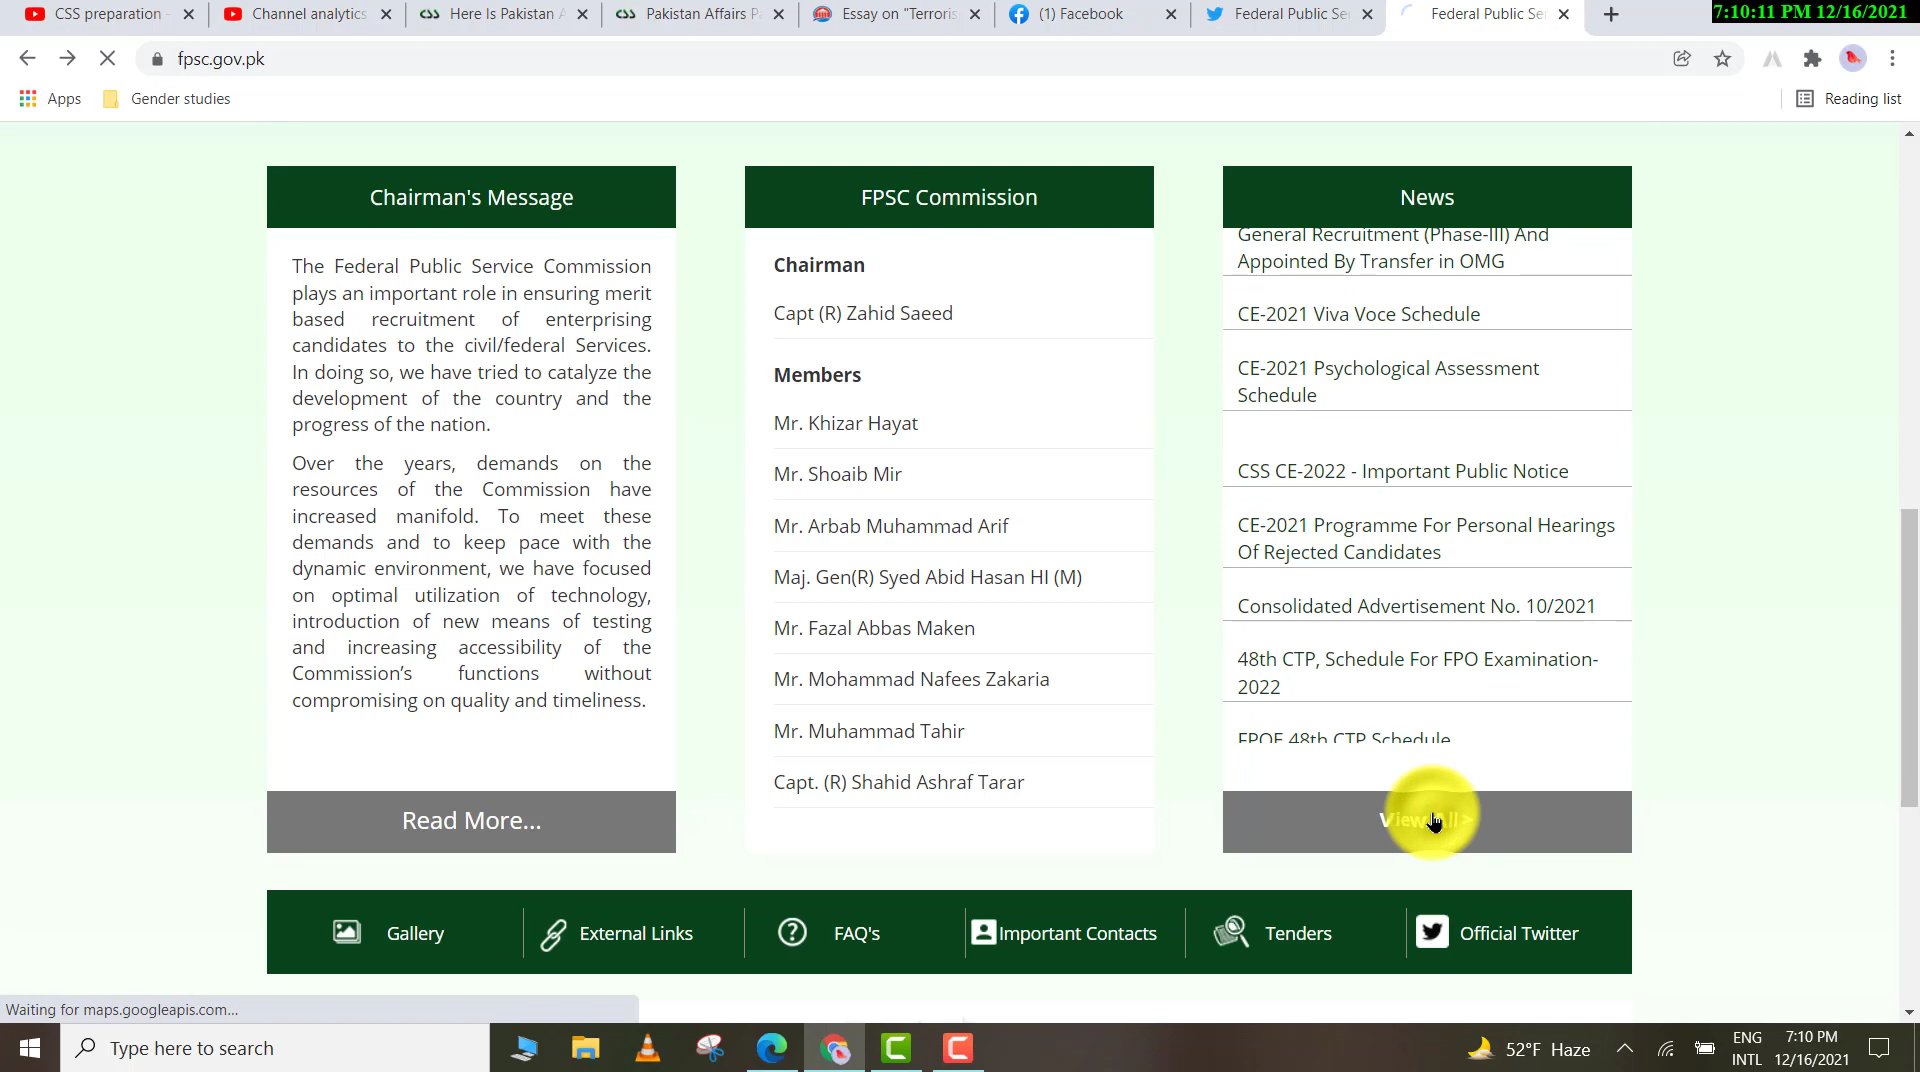 CSS preparation
Channel analytics
Here Is Pakistan A
Pakistan Affairs Pa
Essay on "Terroris
(1) Facebook
Federal Public Se
Federal Public Se
7:10:11 PM 12/16/2021
fpsc.gov.pk
Apps
Gender studies
Reading list
Chairman's Message
The Federal Public Service Commission
plays an important role in ensuring merit
based recruitment of enterprising
candidates to the civil/federal Services.
In doing so, we have tried to catalyze the
development of the country and the
progress of the nation.
Over the years, demands on the
resources of the Commission have
increased manifold. To meet these
demands and to keep pace with the
dynamic environment, we have focused
on optimal utilization of technology,
introduction of new means of testing
and increasing accessibility of the
Commission's functions without
compromising on quality and timeliness.
Read More...
FPSC Commission
Chairman
Capt (R) Zahid Saeed
Members
Mr. Khizar Hayat
Mr. Shoaib Mir
Mr. Arbab Muhammad Arif
Maj. Gen(R) Syed Abid Hasan HI (M)
Mr. Fazal Abbas Maken
Mr. Mohammad Nafees Zakaria
Mr. Muhammad Tahir
Capt. (R) Shahid Ashraf Tarar
News
General Recruitment (Phase-III) And
Appointed By Transfer in OMG
CE-2021 Viva Voce Schedule
CE-2021 Psychological Assessment
Schedule
CSS CE-2022 - Important Public Notice
CE-2021 Programme For Personal Hearings
Of Rejected Candidates
Consolidated Advertisement No. 10/2021
48th CTP, Schedule For FPO Examination-
2022
FPOE 48th CTP Schedule
View All >
Gallery
External Links
FAQ's
Important Contacts
Tenders
Official Twitter
Waiting for maps.googleapis.com...
Type here to search
52°F Haze
ENG
INTL
7:10 PM
12/16/2021